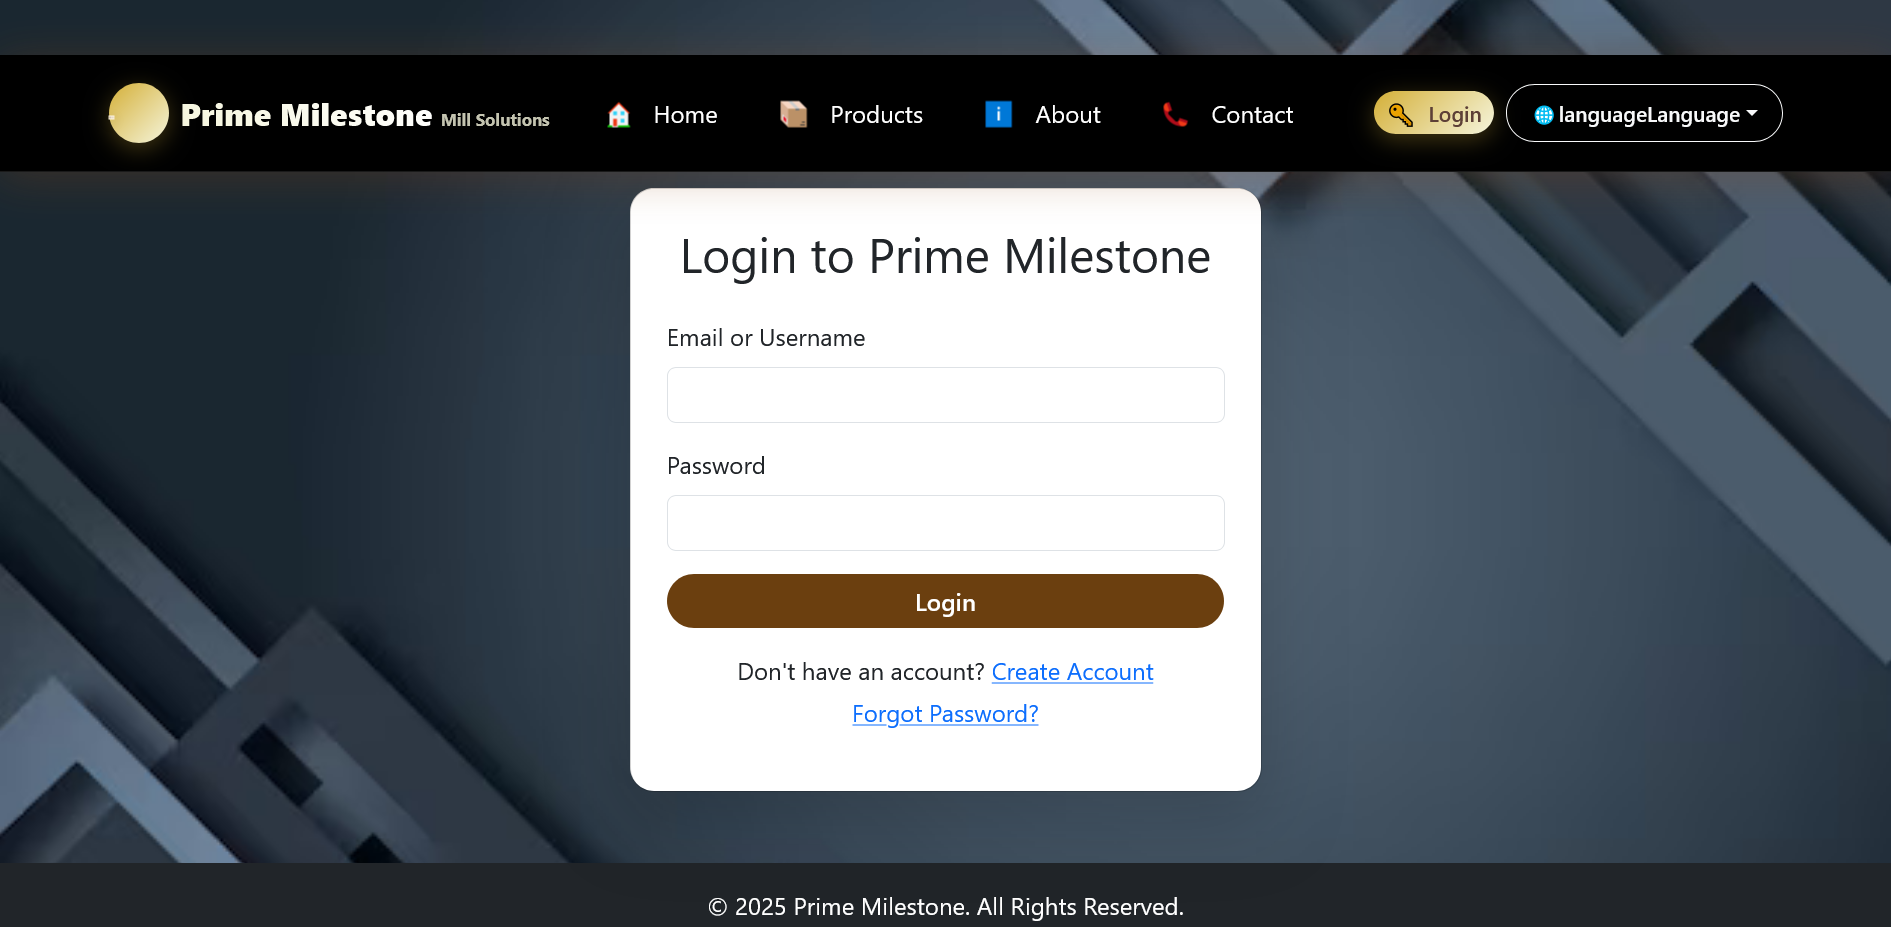 Prime Milestone Mill Solutions
Home
Products
About
Contact
Login
languageLanguage
Login to Prime Milestone
Email or Username
Password
Login
Don't have an account? Create Account
Forgot Password?
© 2025 Prime Milestone. All Rights Reserved.